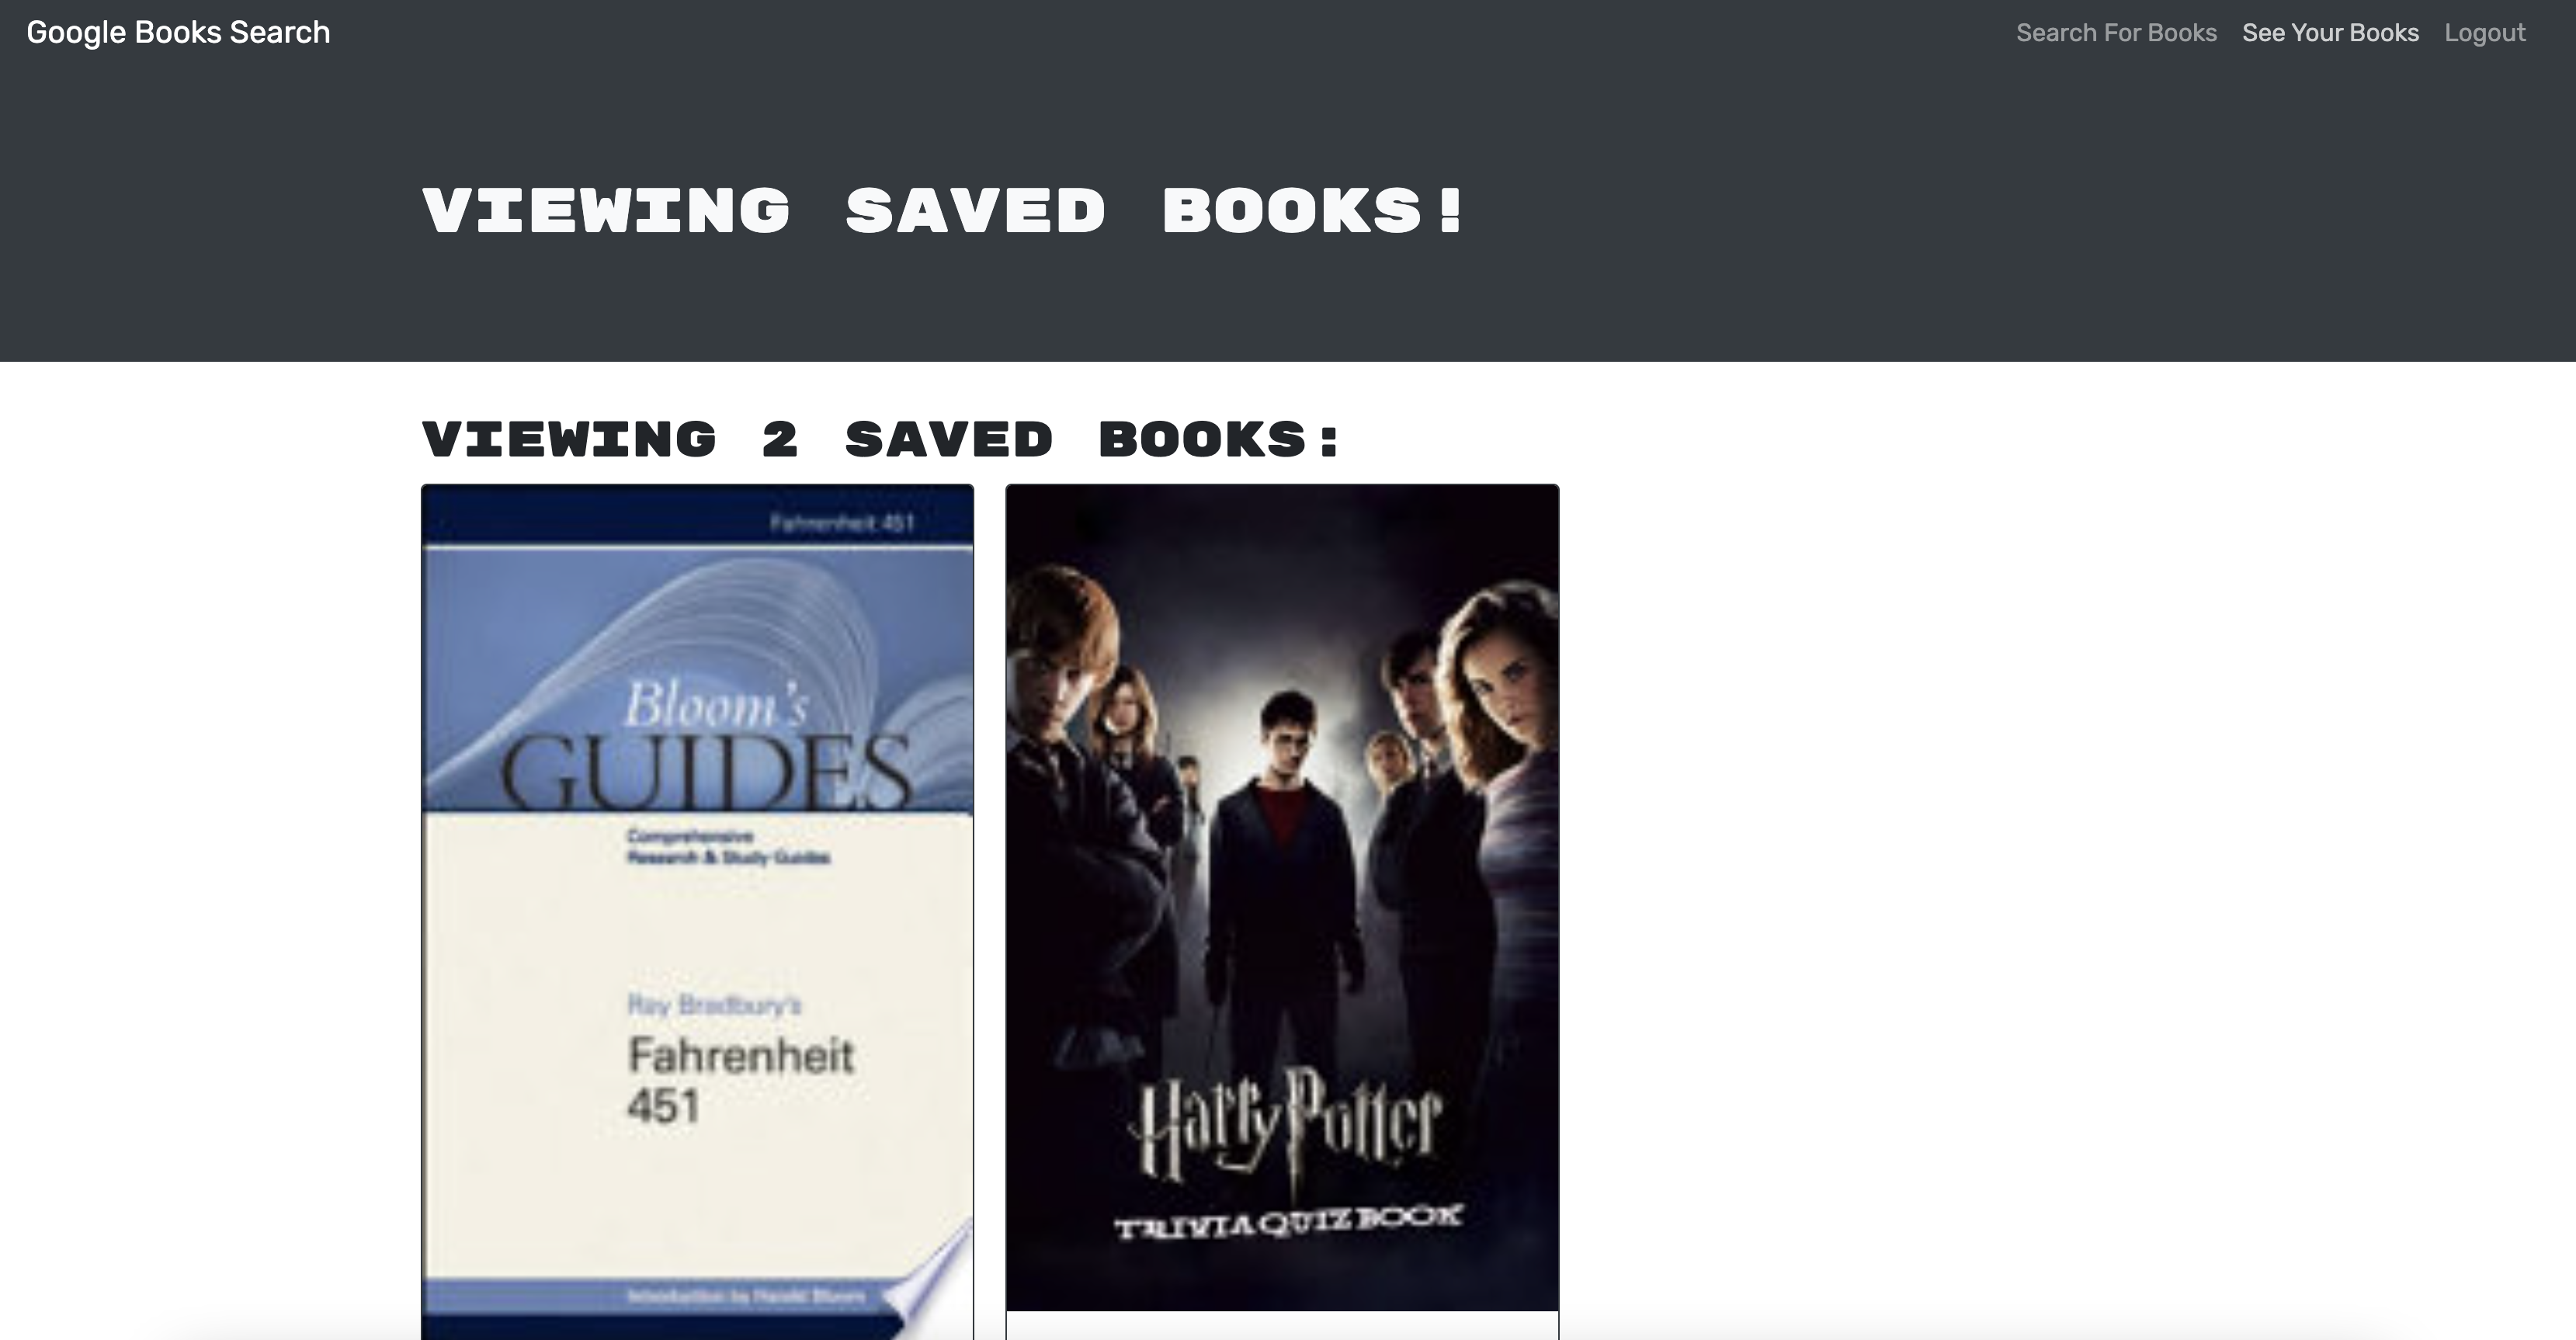 Google Books Search
Search For Books
See Your Books
Logout
VIEWING SAVED BOOKS!
VIEWING 2 SAVED BOOKS:
Fahrenheit 451
Bloom's
GUIDES
Comprehensive
Research & Study Guides
Ray Bradbury's
Fahrenheit
451
Introduction by Harold Bloom
Harry Potter
TRIVIA QUIZ BOOK